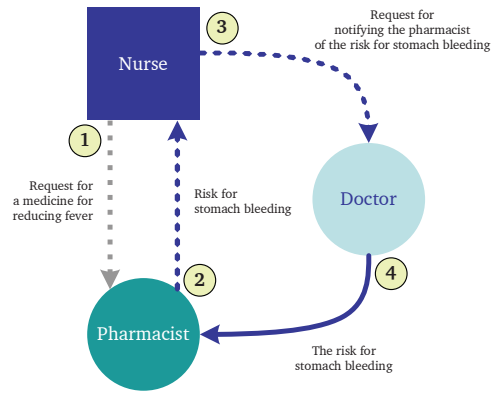 Request for
notifying the pharmacist
of the risk for stomach bleeding
3
Nurse
1
Request for
a medicine for
reducing fever
Risk for
stomach bleeding
Doctor
2
4
Pharmacist
The risk for
stomach bleeding